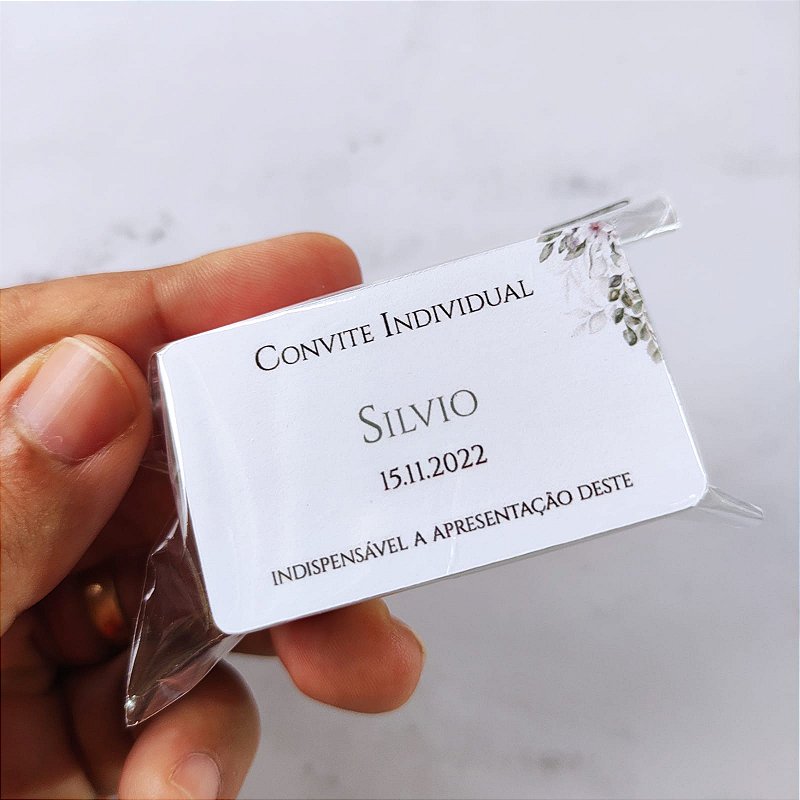 Convite Individual
Silvio
15.11.2022
INDISPENSÁVEL A APRESENTAÇÃO DESTE